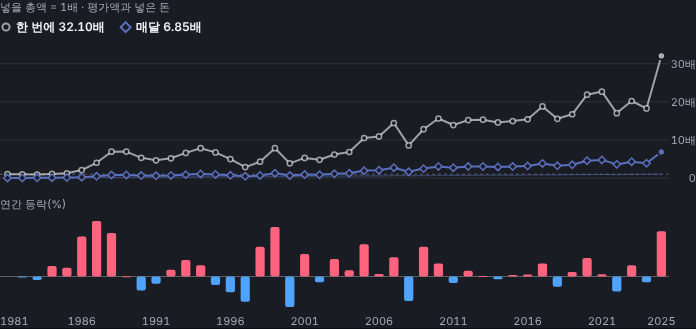 넣을 총액 = 1배 · 평가액과 넣은 돈
한 번에 32.10배 매달 6.85배
30배
20배
10배
0
연간 등락(%)
1981 1986 1991 1996 2001 2006 2011 2016 2021 2025